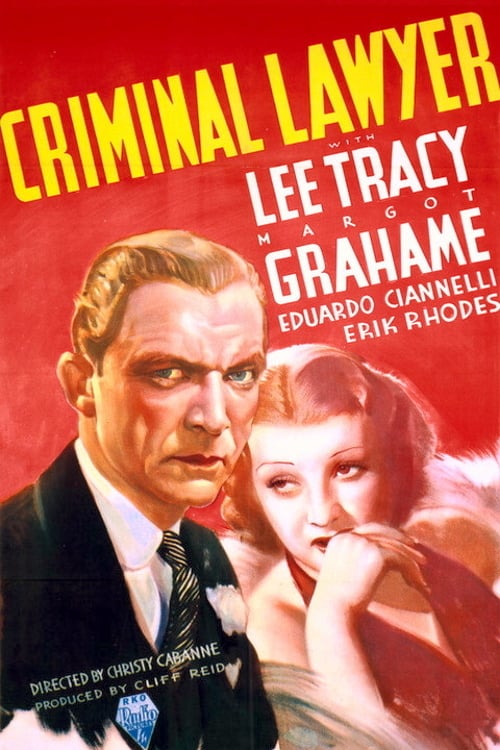 CRIMINAL LAWYER
WITH
LEE TRACY
MARGOT
GRAHAME
EDUARDO CIANNELLI
ERIK RHODES
DIRECTED BY CHRISTY CABANNE
PRODUCED BY CLIFF REID
RKO
Radio